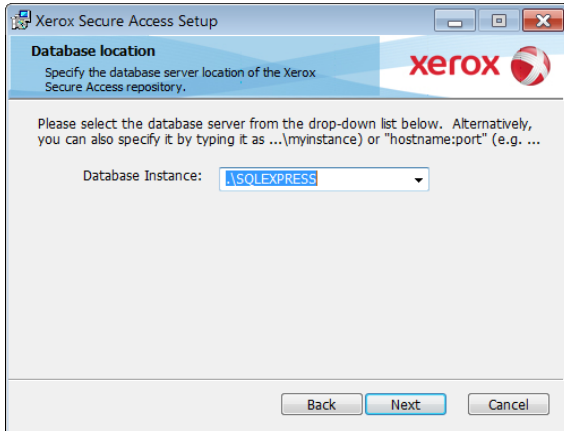 Xerox Secure Access Setup
Database location
Specify the database server location of the Xerox
Secure Access repository.
xerox
Please select the database server from the drop-down list below. Alternatively,
you can also specify it by typing it as ...\myinstance) or "hostname:port" (e.g. ...
Database Instance:
.\SQLEXPRESS
Back
Next
Cancel